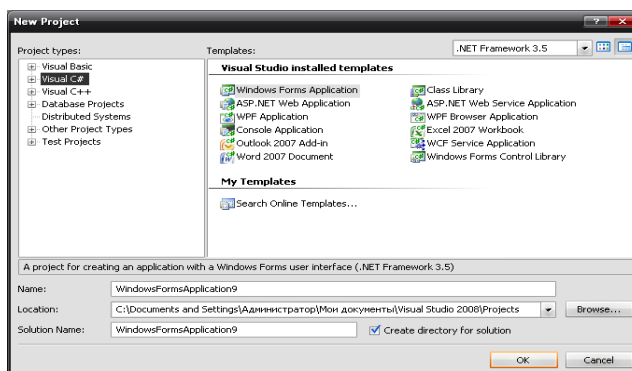 New Project
Project types:
Templates:
.NET Framework 3.5
Visual Basic
Visual C#
Visual C++
Database Projects
Distributed Systems
Other Project Types
Test Projects
Visual Studio installed templates
Windows Forms Application
Class Library
ASP.NET Web Application
ASP.NET Web Service Application
WPF Application
WPF Browser Application
Console Application
Excel 2007 Workbook
Outlook 2007 Add-in
WCF Service Application
Word 2007 Document
Windows Forms Control Library
My Templates
Search Online Templates...
A project for creating an application with a Windows Forms user interface (.NET Framework 3.5)
Name: WindowsFormsApplication9
Location: C:\Documents and Settings\Администратор\Мои документы\Visual Studio 2008\Projects Browse...
Solution Name: WindowsFormsApplication9 Create directory for solution
OK Cancel